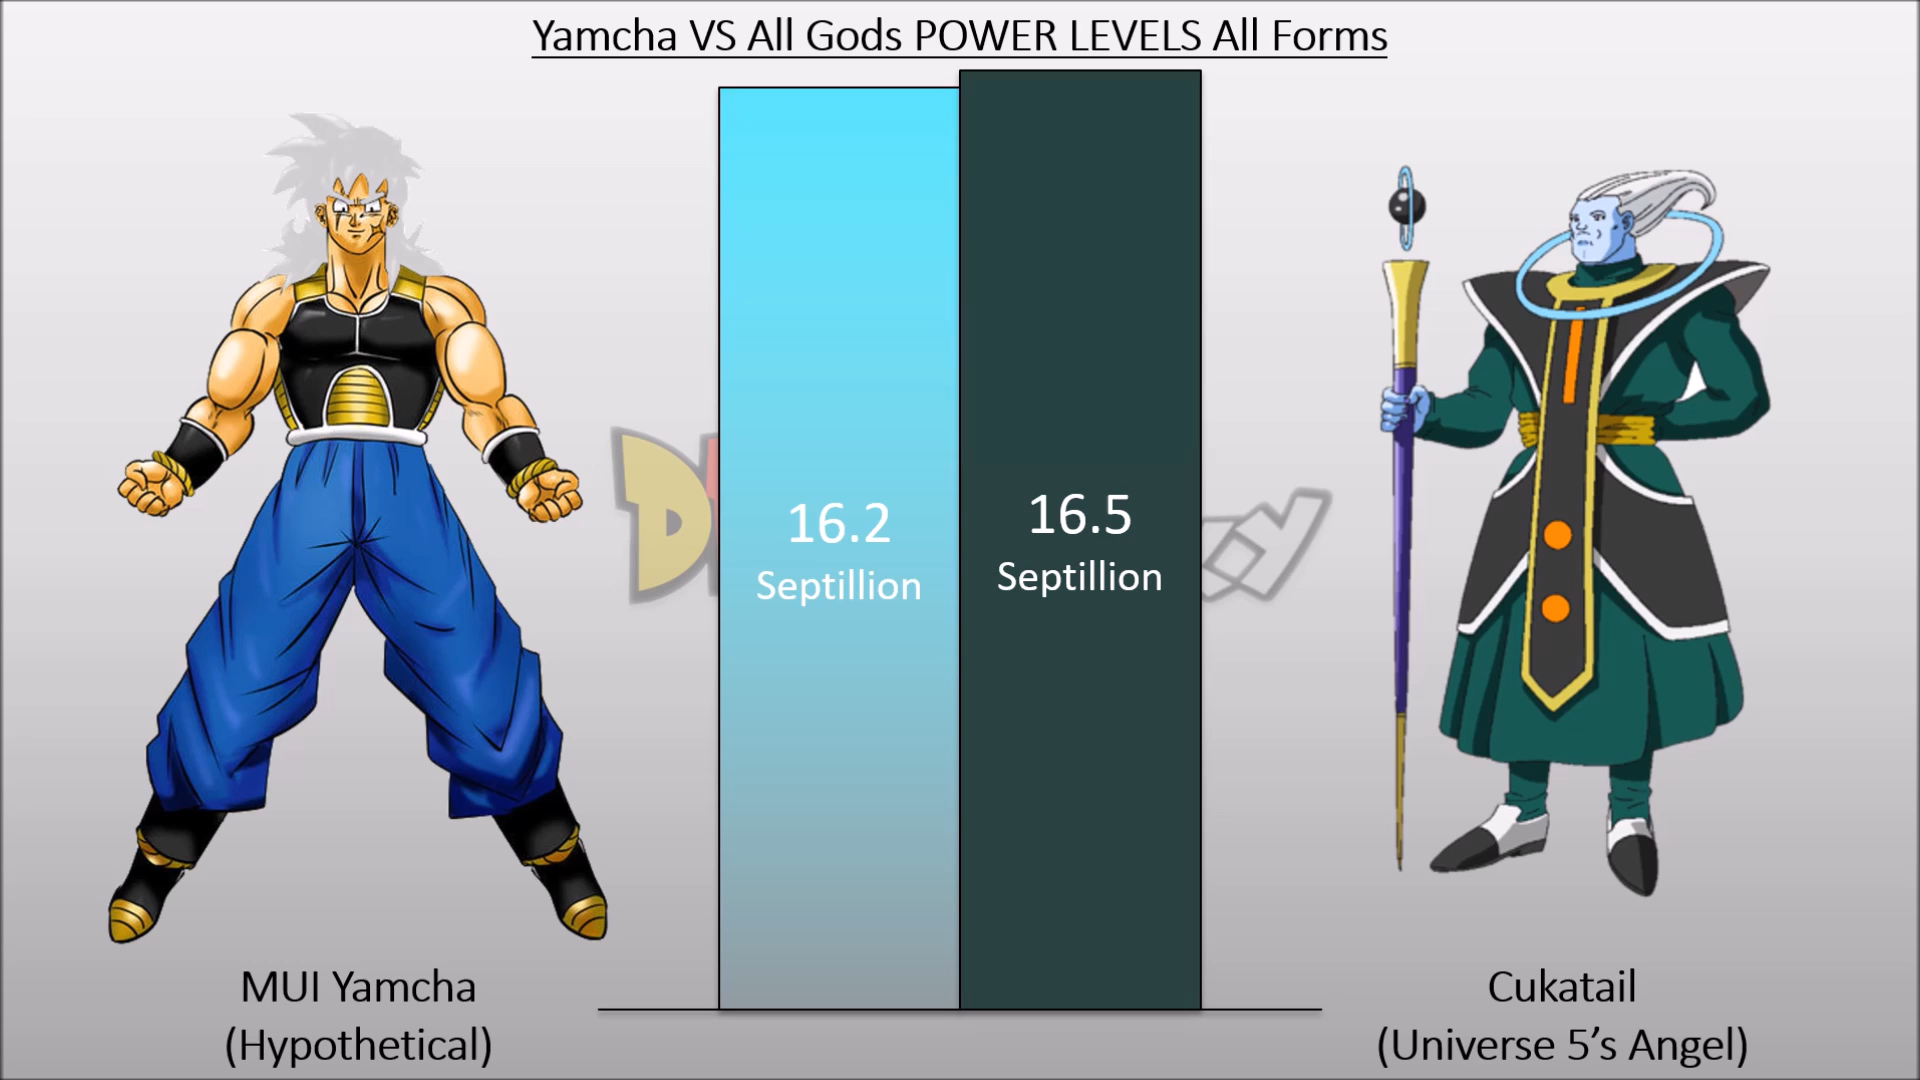 Yamcha VS All Gods POWER LEVELS All Forms
16.2
Septillion
16.5
Septillion
MUI Yamcha
(Hypothetical)
Cukatail
(Universe 5’s Angel)